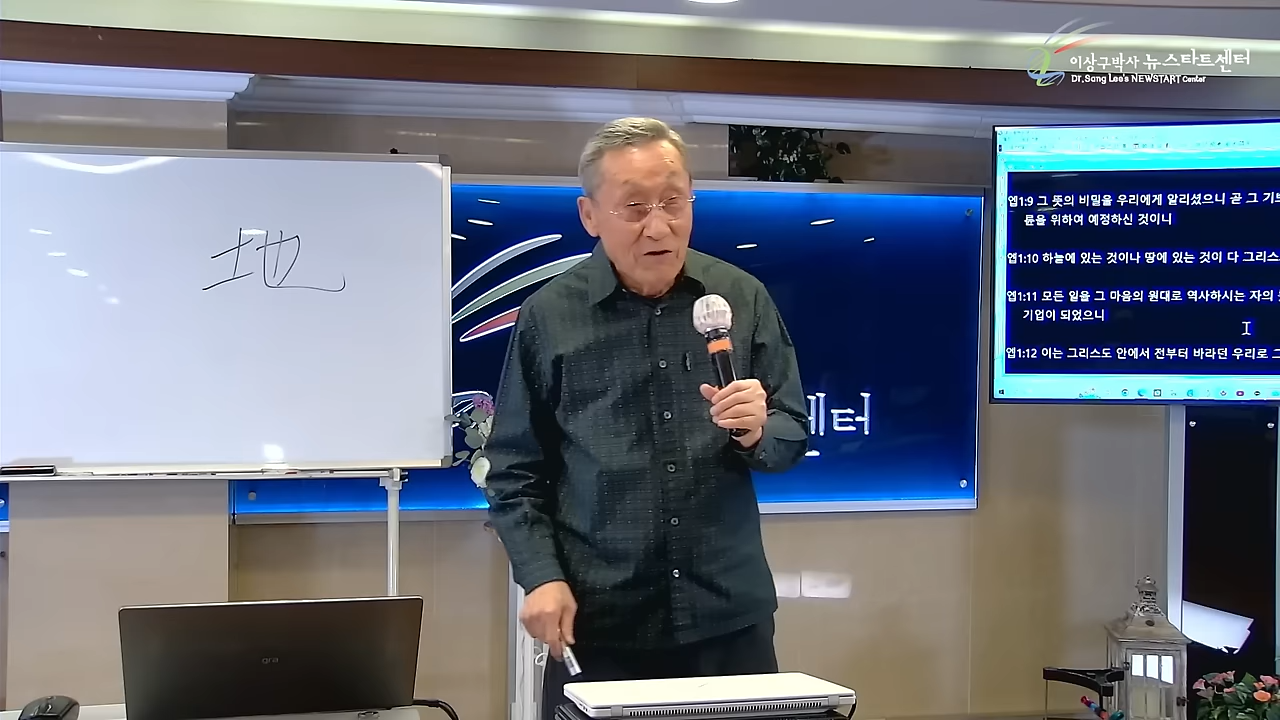 이상구박사 뉴스타트센터
Dr.Sang Lee's NEWSTART Center
地
엡1:9 그 뜻의 비밀을 우리에게 알리셨으니 곧 그
륜을 위하여 예정하신 것이니
엡1:10 하늘에 있는 것이나 땅에 있는 것이 다
엡1:11 모든 일을 그 마음의 원대로 역사하시는 자의
기업이 되었으니
엡1:12 이는 그리스도 안에서 전부터 바라던 우리로
터
gra